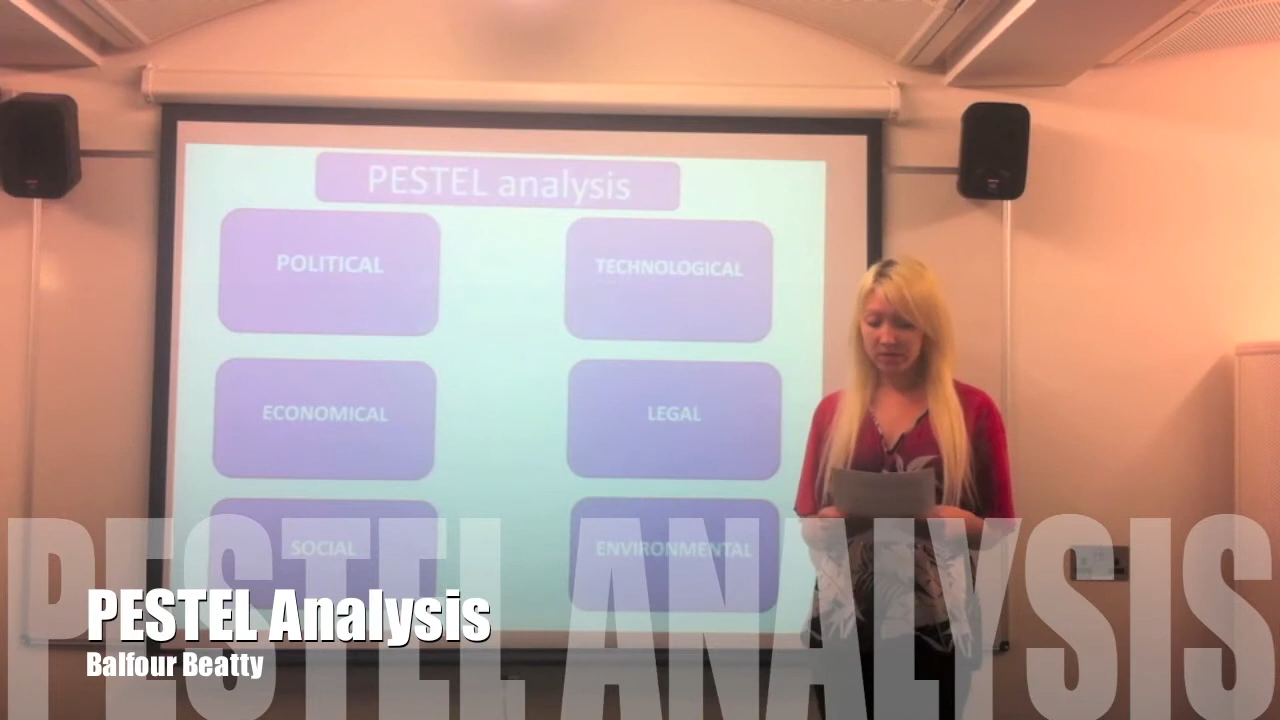 PESTEL analysis
POLITICAL
TECHNOLOGICAL
ECONOMICAL
LEGAL
SOCIAL
ENVIRONMENTAL
PESTEL ANALYSIS
PESTEL Analysis
Balfour Beatty